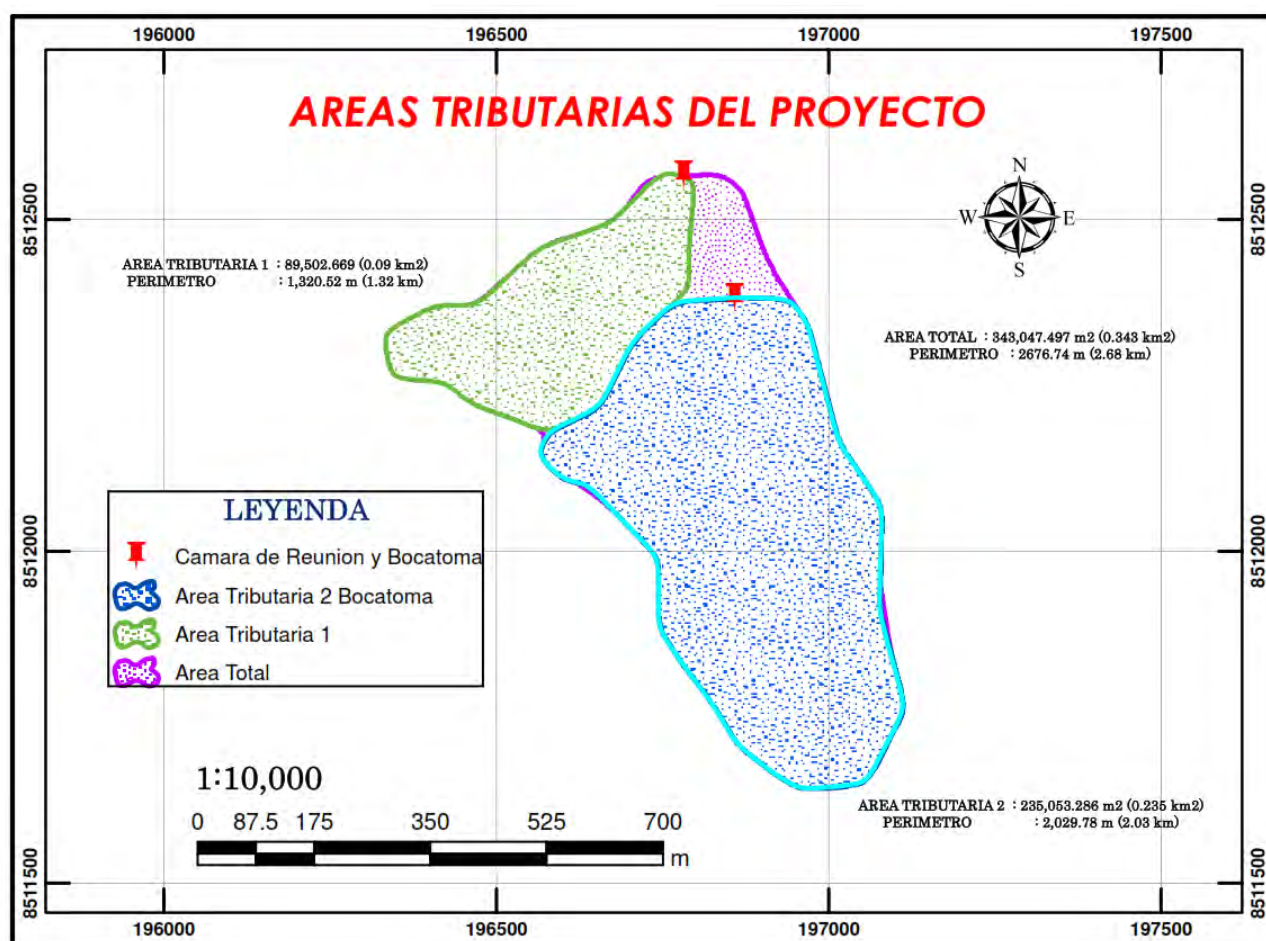 196000 196500 197000 197500
AREAS TRIBUTARIAS DEL PROYECTO
N
W E
S
8512500 8512500
AREA TRIBUTARIA 1 : 89,502.669 (0.09 km2)
PERIMETRO : 1,320.52 m (1.32 km)
AREA TOTAL : 343,047.497 m2 (0.343 km2)
PERIMETRO : 2676.74 m (2.68 km)
LEYENDA
Camara de Reunion y Bocatoma
Area Tributaria 2 Bocatoma
Area Tributaria 1
Area Total
8512000 8512000
1:10,000
0 87.5 175 350 525 700
m
AREA TRIBUTARIA 2 : 235,053.286 m2 (0.235 km2)
PERIMETRO : 2,029.78 m (2.03 km)
8511500 8511500
196000 196500 197000 197500